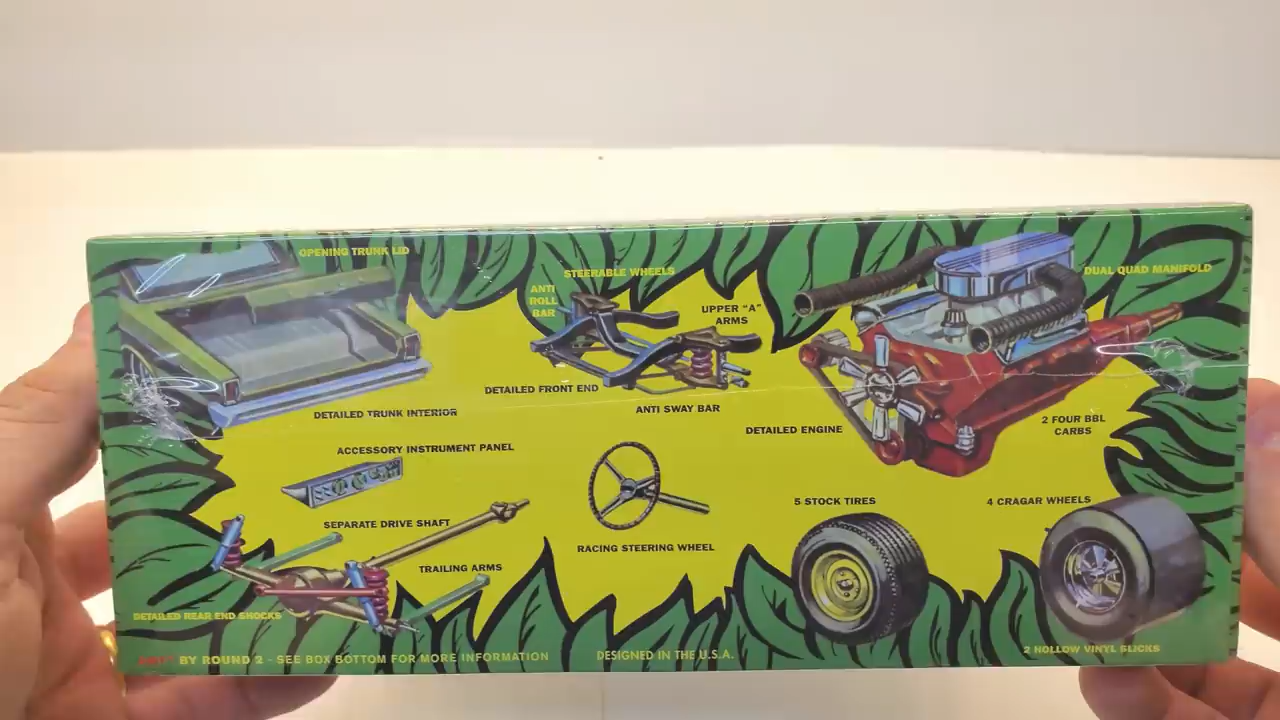 OPENING TRUNK LID
STEERABLE WHEELS
DUAL QUAD MANIFOLD
ANTI
ROLL
BAR
UPPER "A"
ARMS
DETAILED FRONT END
ANTI SWAY BAR
DETAILED TRUNK INTERIOR
DETAILED ENGINE
2 FOUR BBL
CARBS
ACCESSORY INSTRUMENT PANEL
5 STOCK TIRES
4 CRAGAR WHEELS
SEPARATE DRIVE SHAFT
RACING STEERING WHEEL
TRAILING ARMS
DETAILED REAR END SHOCKS
BY ROUND 2 - SEE BOX BOTTOM FOR MORE INFORMATION
DESIGNED IN THE U.S.A.
2 HOLLOW VINYL SLICKS